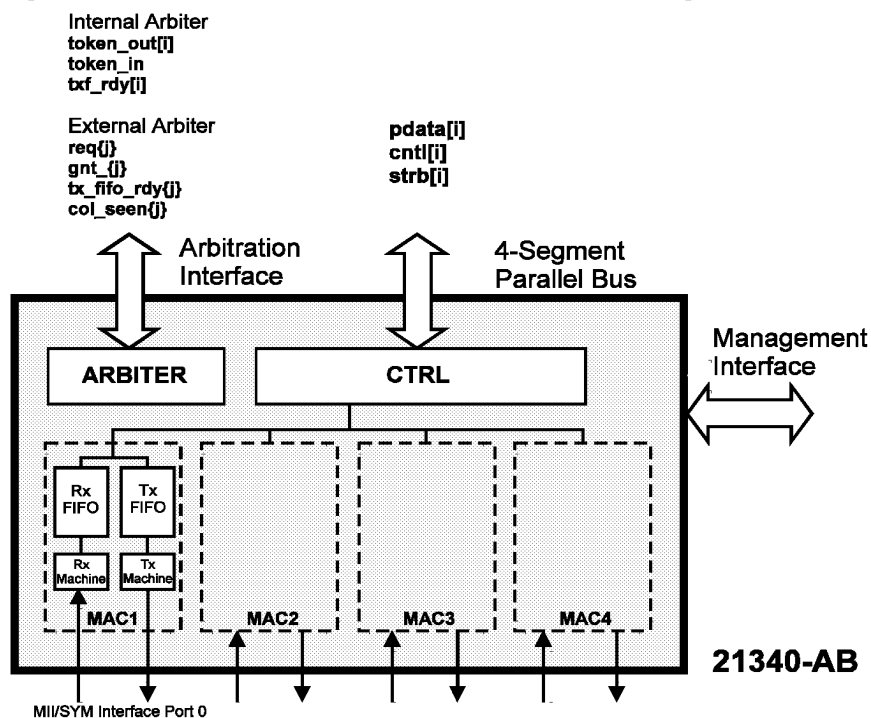 Internal Arbiter
token_out[i]
token_in
txf_rdy[i]
External Arbiter
req{j}
gnt_{j}
tx_fifo_rdy{j}
col_seen{j}
pdata[i]
cntl[i]
strb[i]
Arbitration
Interface
4-Segment
Parallel Bus
Management
Interface
ARBITER
CTRL
Rx
FIFO
Tx
FIFO
Rx
Machine
Tx
Machine
MAC1
MAC2
MAC3
MAC4
21340-AB
MII/SYM Interface Port 0